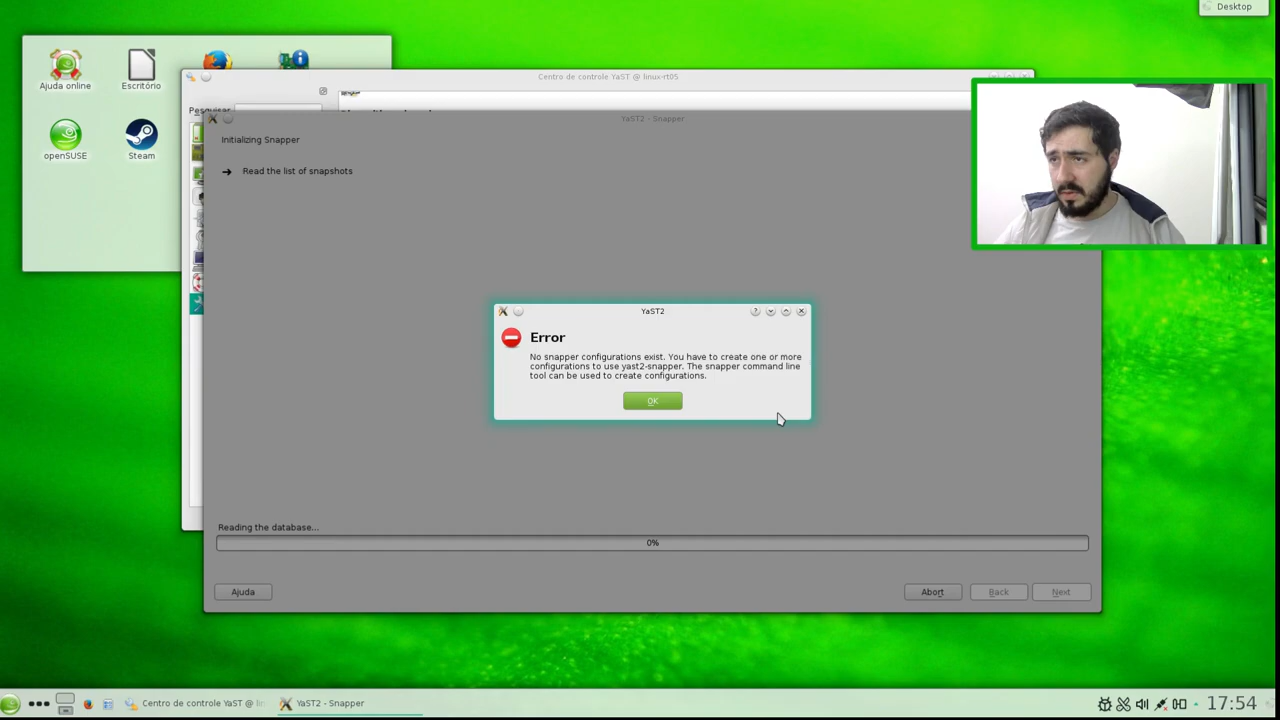 Desktop
Ajuda online
Escritório
openSUSE
Steam
Centro de controle YaST @ linux-rt05
Pesquisar
YaST2 - Snapper
Initializing Snapper
Read the list of snapshots
YaST2
Error
No snapper configurations exist. You have to create one or more
configurations to use yast2-snapper. The snapper command line
tool can be used to create configurations.
OK
Reading the database...
0%
Ajuda
Abort
Back
Next
Centro de controle YaST @ lin
YaST2 - Snapper
17:54